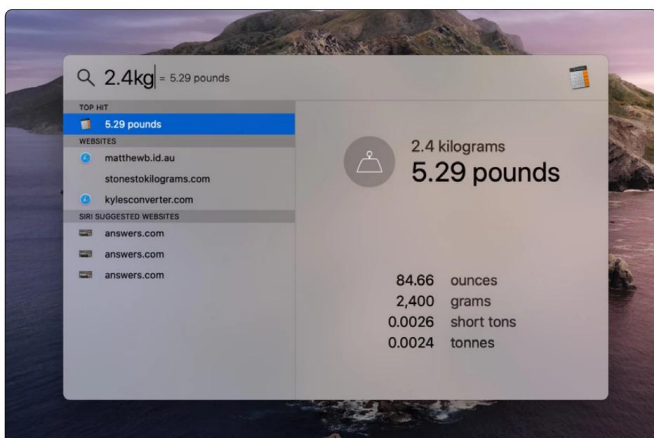 2.4kg = 5.29 pounds
TOP HIT
5.29 pounds
WEBSITES
matthewb.id.au
stonestokilograms.com
kylesconverter.com
SIRI SUGGESTED WEBSITES
answers.com
answers.com
answers.com
2.4 kilograms
5.29 pounds
84.66 ounces
2,400 grams
0.0026 short tons
0.0024 tonnes